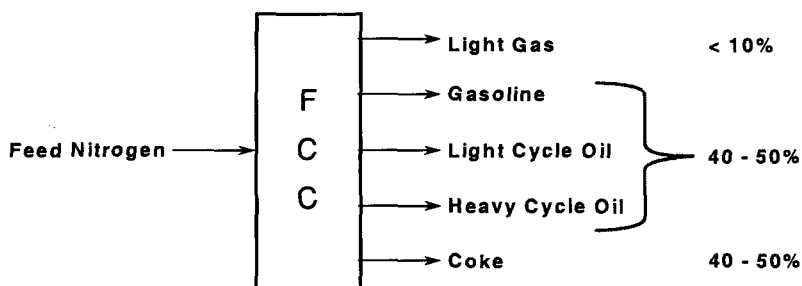 Light Gas < 10%
F
Gasoline
Feed Nitrogen
C
Light Cycle Oil
40 - 50%
C
Heavy Cycle Oil
Coke 40 - 50%